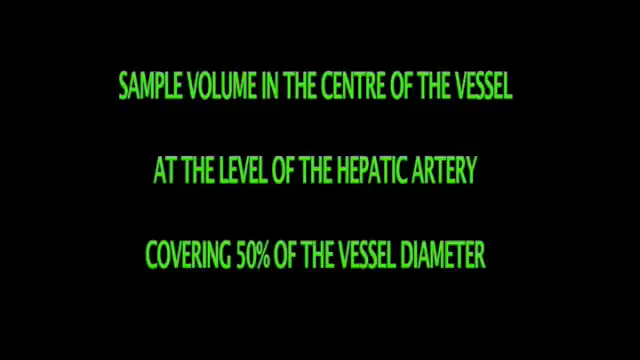 SAMPLE VOLUME IN THE CENTRE OF THE VESSEL
AT THE LEVEL OF THE HEPATIC ARTERY
COVERING 50% OF THE VESSEL DIAMETER